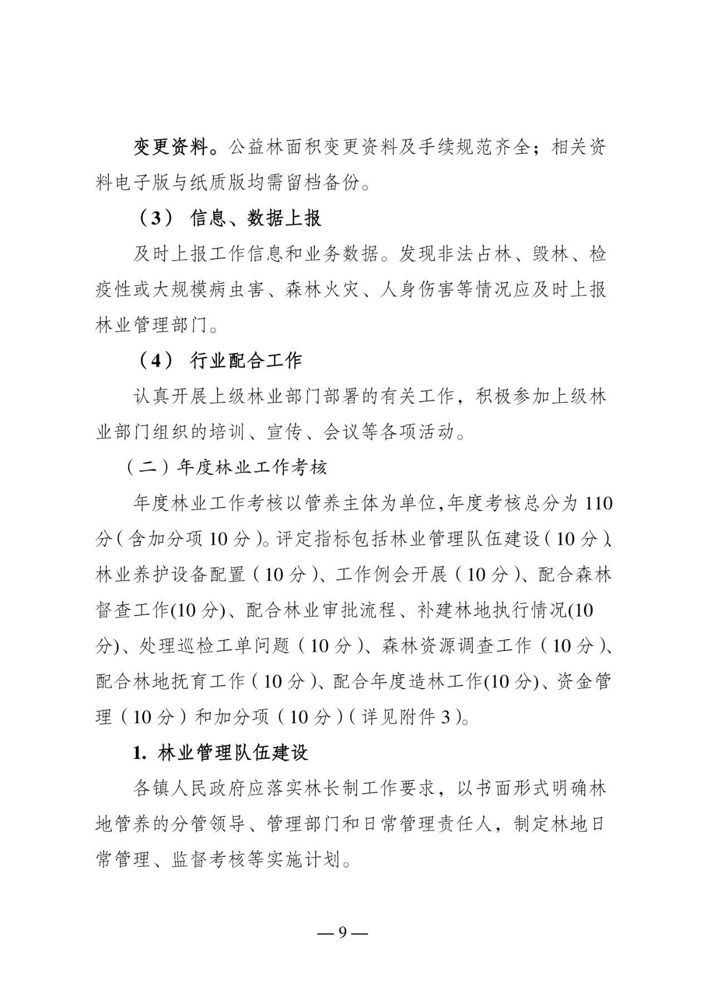 变更资料。公益林面积变更资料及手续规范齐全；相关资
料电子版与纸质版均需留档备份。
（3） 信息、数据上报
及时上报工作信息和业务数据。发现非法占林、毁林、检
疫性或大规模病虫害、森林火灾、人身伤害等情况应及时上报
林业管理部门。
（4） 行业配合工作
认真开展上级林业部门部署的有关工作，积极参加上级林
业部门组织的培训、宣传、会议等各项活动。
（二）年度林业工作考核
年度林业工作考核以管养主体为单位,年度考核总分为 110
分（含加分项 10 分）。评定指标包括林业管理队伍建设（10 分）、
林业养护设备配置（10 分）、工作例会开展（10 分）、配合森林
督查工作(10 分)、配合林业审批流程、补建林地执行情况(10
分)、处理巡检工单问题（10 分）、森林资源调查工作（10 分）、
配合林地抚育工作（10 分）、配合年度造林工作(10 分)、资金管
理（10 分）和加分项（10 分）（详见附件 3）。
1. 林业管理队伍建设
各镇人民政府应落实林长制工作要求，以书面形式明确林
地管养的分管领导、管理部门和日常管理责任人，制定林地日
常管理、监督考核等实施计划。
— 9 —